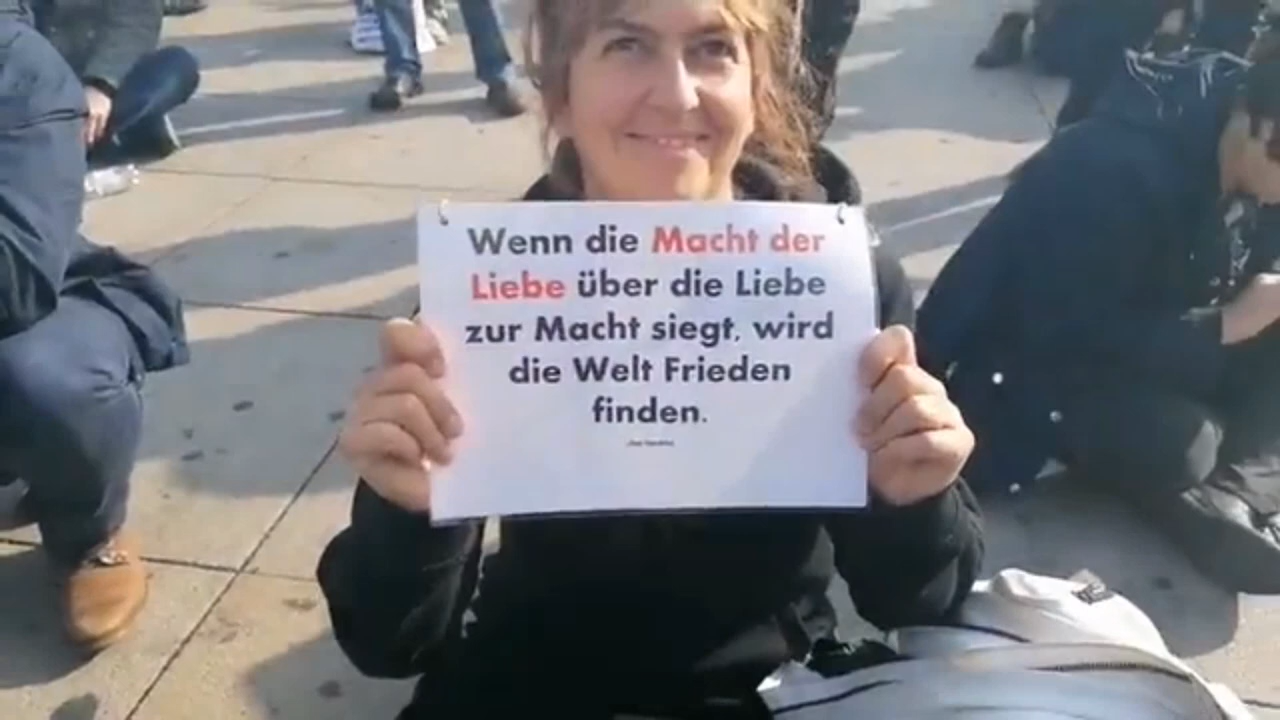 Wenn die Macht der
Liebe über die Liebe
zur Macht siegt, wird
die Welt Frieden
finden.